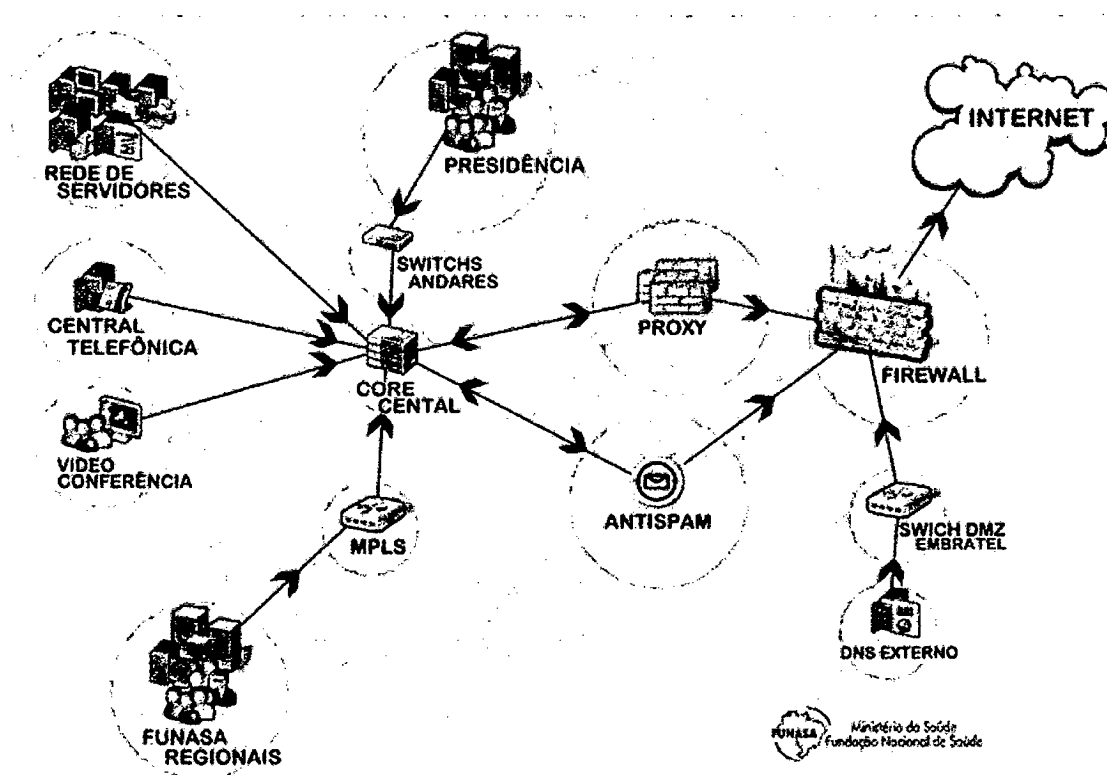 REDE DE
SERVIDORES
PRESIDÊNCIA
INTERNET
SWITCHS
ANDARES
CENTRAL
TELEFÔNICA
PROXY
FIREWALL
CORE
CENTAL
VIDEO
CONFERÊNCIA
MPLS
ANTISPAM
SWICH DMZ
EMBRATEL
DNS EXTERNO
FUNASA
REGIONAIS
FUNASA
Ministério da Saúde
Fundação Nacional de Saúde